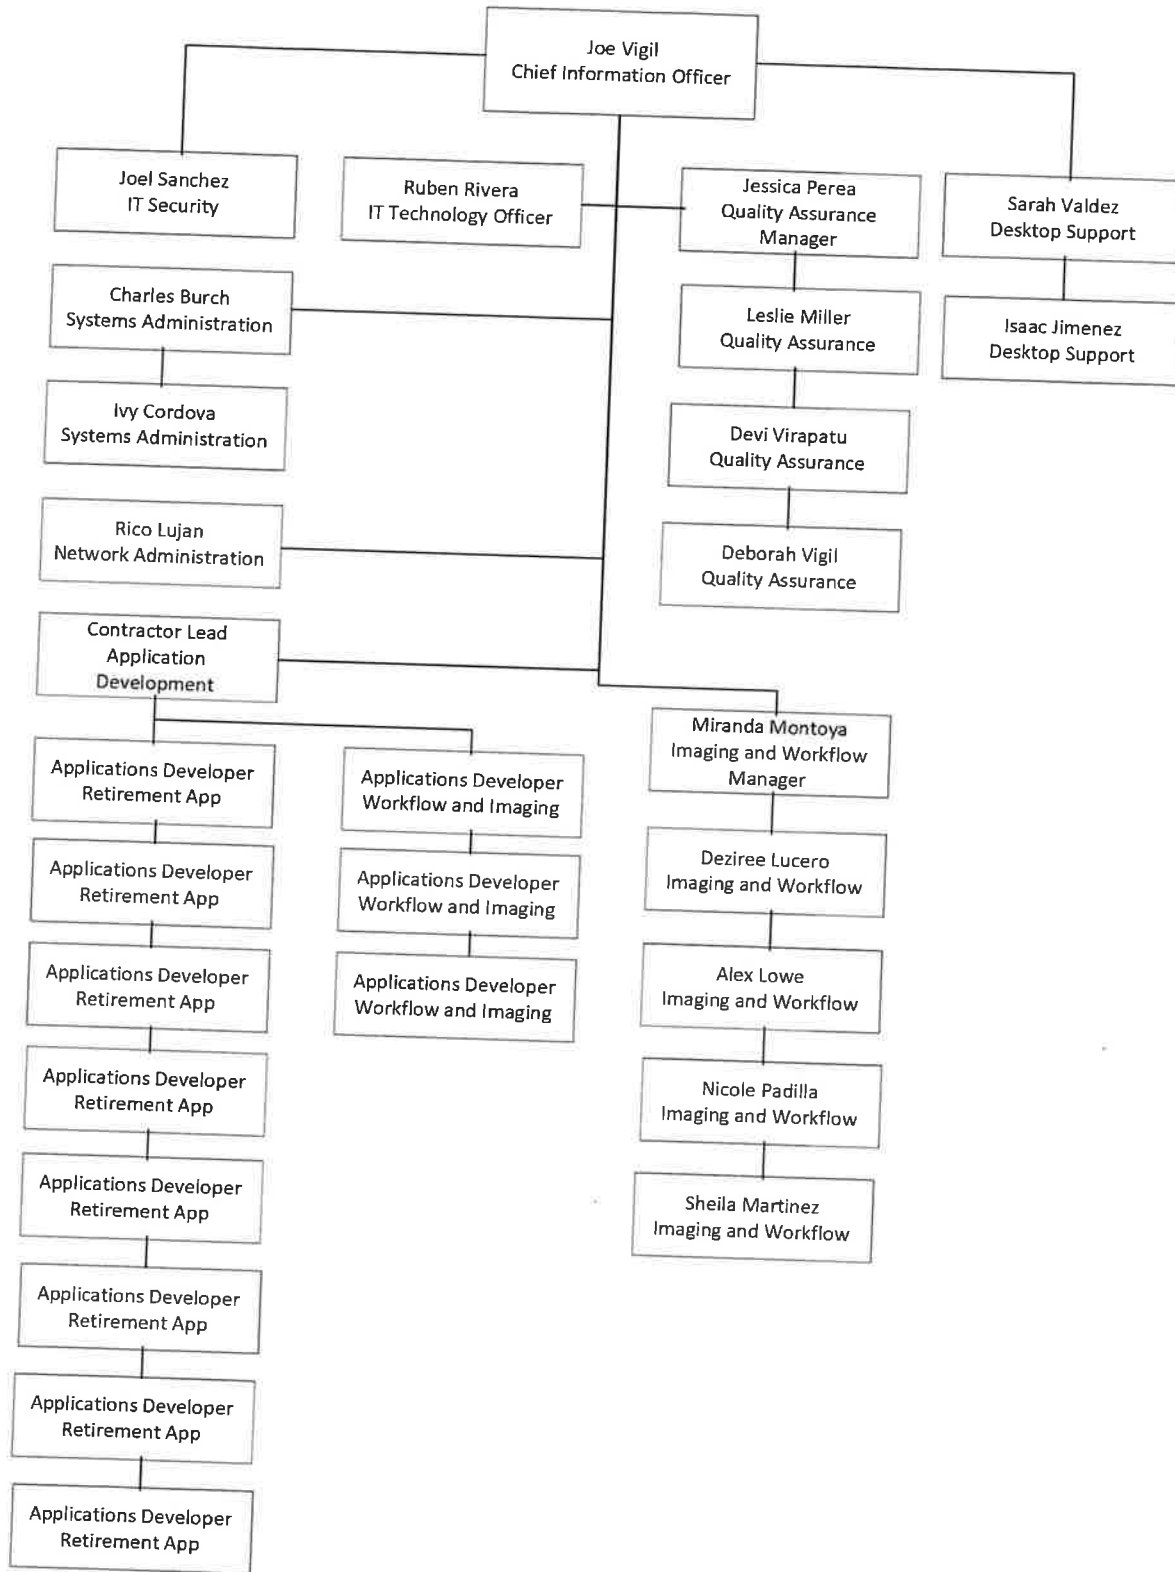 Joe Vigil
Chief Information Officer
Joel Sanchez
IT Security
Ruben Rivera
IT Technology Officer
Jessica Perea
Quality Assurance
Manager
Sarah Valdez
Desktop Support
Charles Burch
Systems Administration
Leslie Miller
Quality Assurance
Isaac Jimenez
Desktop Support
Ivy Cordova
Systems Administration
Devi Virapatu
Quality Assurance
Rico Lujan
Network Administration
Deborah Vigil
Quality Assurance
Contractor Lead
Application
Development
Miranda Montoya
Imaging and Workflow
Manager
Applications Developer
Retirement App
Applications Developer
Workflow and Imaging
Deziree Lucero
Imaging and Workflow
Applications Developer
Retirement App
Applications Developer
Workflow and Imaging
Alex Lowe
Imaging and Workflow
Applications Developer
Retirement App
Applications Developer
Workflow and Imaging
Nicole Padilla
Imaging and Workflow
Applications Developer
Retirement App
Sheila Martinez
Imaging and Workflow
Applications Developer
Retirement App
Applications Developer
Retirement App
Applications Developer
Retirement App
Applications Developer
Retirement App